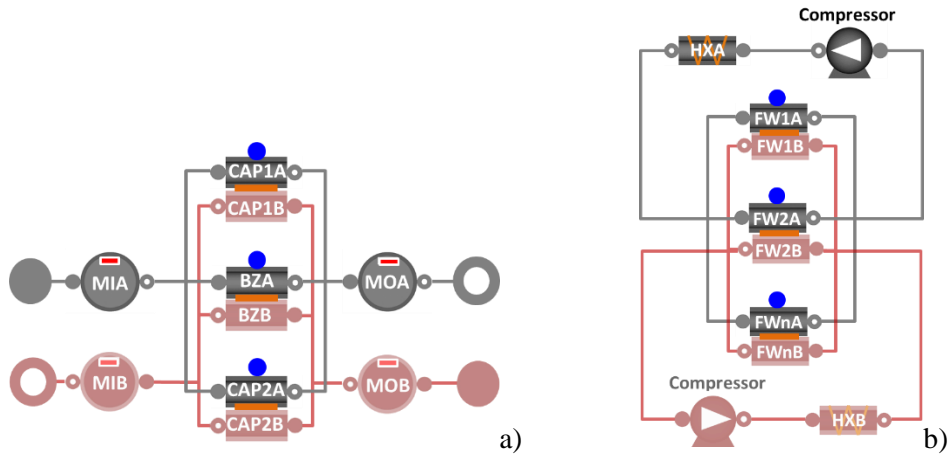 CAP1A
CAP1B
MIA
BZA
MOA
BZB
MIB
CAP2A
MOB
CAP2B
a)
Compressor
HXA
FW1A
FW1B
FW2A
FW2B
FWnA
FWnB
Compressor
HXB
b)